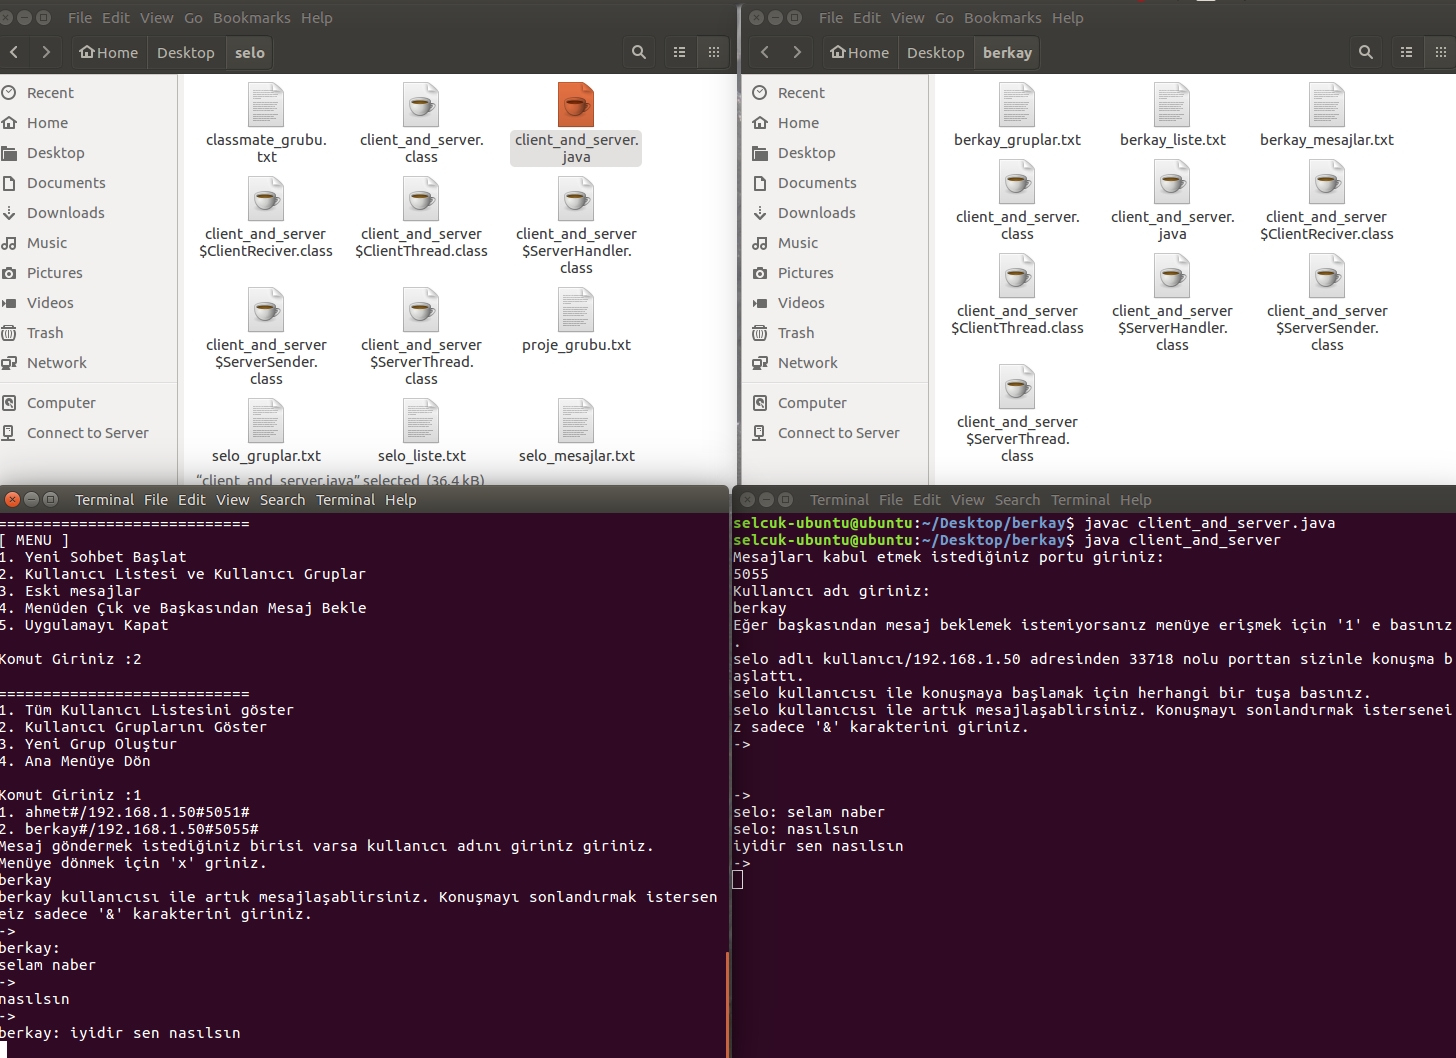 File Edit View Go Bookmarks Help
Home Desktop selo
Recent
Home
Desktop
Documents
Downloads
Music
Pictures
Videos
Trash
Network
Computer
Connect to Server
classmate_grubu.
txt
client_and_server.
class
client_and_server.
java
client_and_server
$ClientReciver.class
client_and_server
$ClientThread.class
client_and_server
$ServerHandler.
class
client_and_server
$ServerSender.
class
client_and_server
$ServerThread.
class
proje_grubu.txt
selo_gruplar.txt
selo_liste.txt
selo_mesajlar.txt
“client_and_server.java” selected (36,4 kB)
File Edit View Go Bookmarks Help
Home Desktop berkay
Recent
Home
Desktop
Documents
Downloads
Music
Pictures
Videos
Trash
Network
Computer
Connect to Server
berkay_gruplar.txt
berkay_liste.txt
berkay_mesajlar.txt
client_and_server.
class
client_and_server.
java
client_and_server
$ClientReciver.class
client_and_server
$ClientThread.class
client_and_server
$ServerHandler.
class
client_and_server
$ServerSender.
class
client_and_server
$ServerThread.
class
Terminal File Edit View Search Terminal Help
=============================
[ MENU ]
1. Yeni Sohbet Başlat
2. Kullanıcı Listesi ve Kullanıcı Gruplar
3. Eski mesajlar
4. Menüden Çık ve Başkasından Mesaj Bekle
5. Uygulamayı Kapat
Komut Giriniz :2
=============================
1. Tüm Kullanıcı Listesini göster
2. Kullanıcı Gruplarını Göster
3. Yeni Grup Oluştur
4. Ana Menüye Dön
Komut Giriniz :1
1. ahmet#/192.168.1.50#5051#
2. berkay#/192.168.1.50#5055#
Mesaj göndermek istediğiniz birisi varsa kullanıcı adını giriniz giriniz.
Menüye dönmek için 'x' griniz.
berkay
berkay kullanıcısı ile artık mesajlaşablirsiniz. Konuşmayı sonlandırmak istersen
eiz sadece '&' karakterini giriniz.
->
berkay:
selam naber
->
nasılsın
->
berkay: iyidir sen nasılsın
Terminal File Edit View Search Terminal Help
selcuk-ubuntu@ubuntu:~/Desktop/berkay$ javac client_and_server.java
selcuk-ubuntu@ubuntu:~/Desktop/berkay$ java client_and_server
Mesajları kabul etmek istediğiniz portu giriniz:
5055
Kullanıcı adı giriniz:
berkay
Eğer başkasından mesaj beklemek istemiyorsanız menüye erişmek için '1' e basınız
.
selo adlı kullanıcı/192.168.1.50 adresinden 33718 nolu porttan sizinle konuşma b
aşlattı.
selo kullanıcısı ile konuşmaya başlamak için herhangi bir tuşa basınız.
selo kullanıcısı ile artık mesajlaşablirsiniz. Konuşmayı sonlandırmak istersenei
z sadece '&' karakterini giriniz.
->
->
selo: selam naber
selo: nasılsın
iyidir sen nasılsın
->